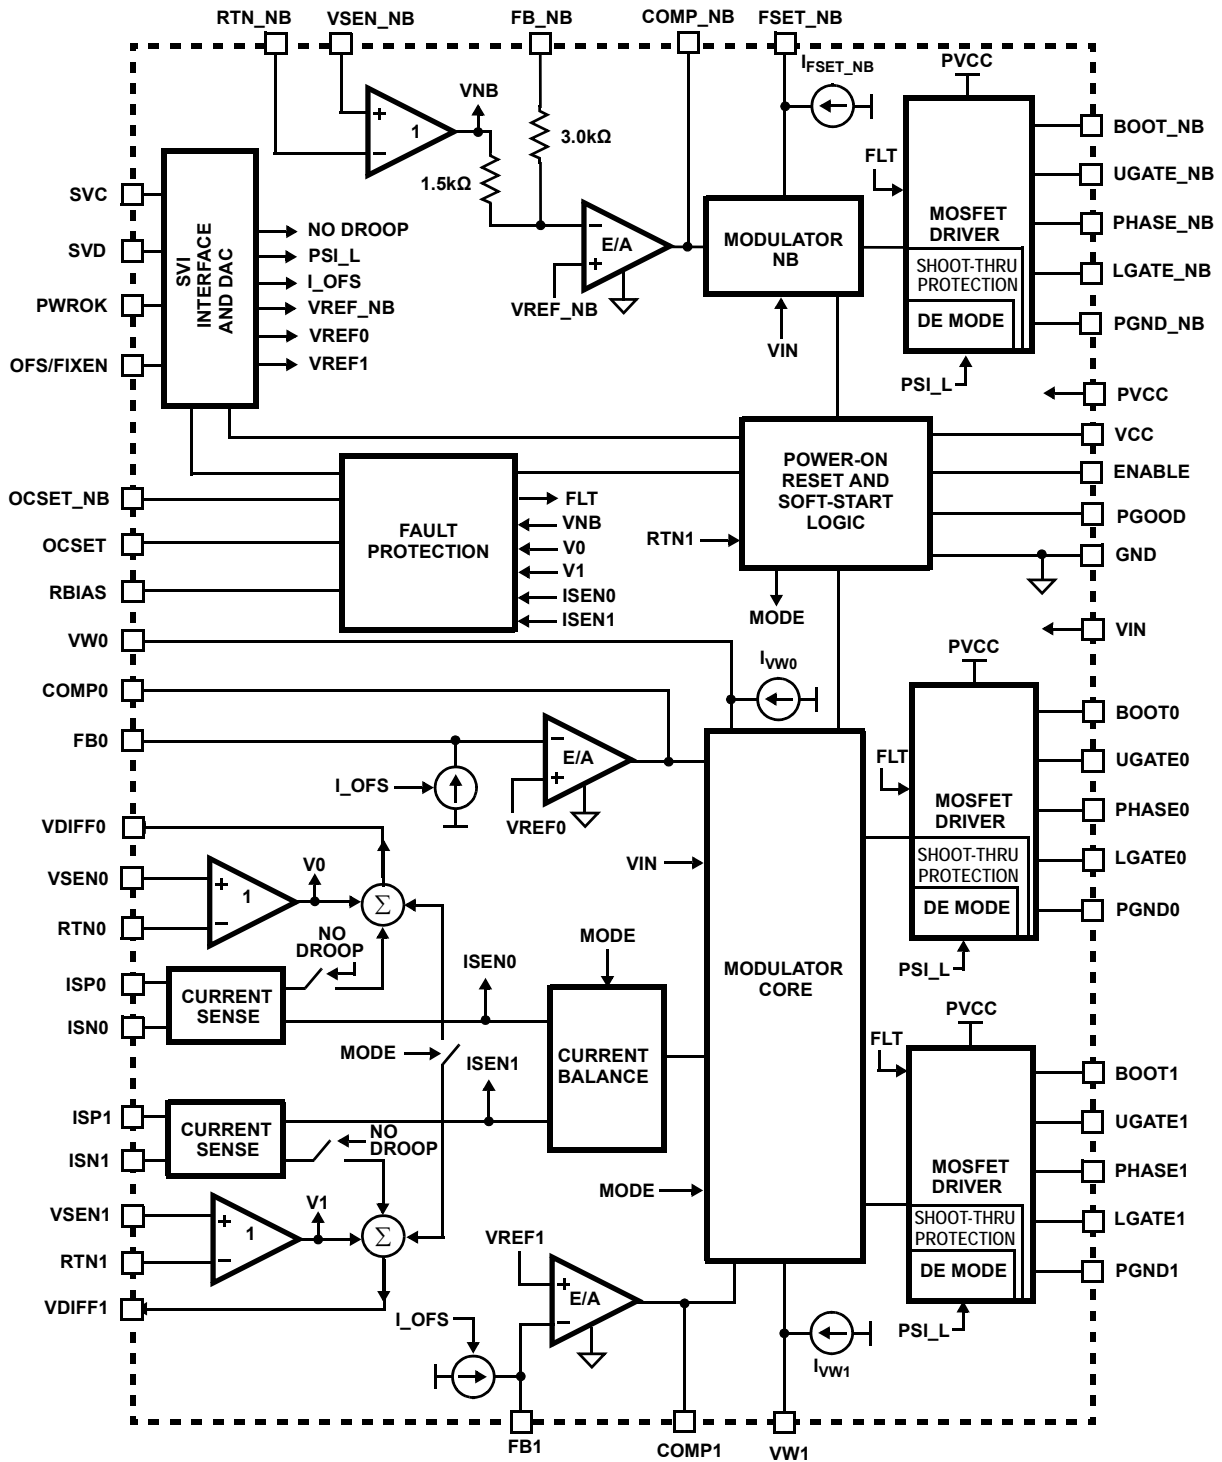 RTN_NB
VSEN_NB
FB_NB
COMP_NB
FSET_NB
IFSET_NB
PVCC
VNB
+
1
−
3.0kΩ
1.5kΩ
FLT
BOOT_NB
UGATE_NB
PHASE_NB
LGATE_NB
PGND_NB
MOSFET
DRIVER
SHOOT-THRU
PROTECTION
DE MODE
PSI_L
SVC
SVD
PWROK
OFS/FIXEN
SVI
INTERFACE
AND DAC
NO DROOP
PSI_L
I_OFS
VREF_NB
VREF0
VREF1
−
E/A
+
VREF_NB
MODULATOR
NB
VIN
PVCC
VCC
ENABLE
PGOOD
GND
VIN
POWER-ON
RESET AND
SOFT-START
LOGIC
RTN1
MODE
OCSET_NB
OCSET
RBIAS
FAULT
PROTECTION
FLT
VNB
V0
V1
ISEN0
ISEN1
VW0
COMP0
FB0
IVW0
−
E/A
+
I_OFS
VREF0
PVCC
FLT
BOOT0
UGATE0
PHASE0
LGATE0
PGND0
MOSFET
DRIVER
SHOOT-THRU
PROTECTION
DE MODE
PSI_L
VDIFF0
VSEN0
RTN0
+
1
−
V0
Σ
NO
DROOP
VIN
ISP0
ISN0
CURRENT
SENSE
ISEN0
MODE
MODULATOR
CORE
CURRENT
BALANCE
MODE
ISEN1
ISP1
ISN1
CURRENT
SENSE
NO
DROOP
MODE
PVCC
FLT
BOOT1
UGATE1
PHASE1
LGATE1
PGND1
MOSFET
DRIVER
SHOOT-THRU
PROTECTION
DE MODE
PSI_L
VSEN1
RTN1
VDIFF1
+
1
−
V1
Σ
VREF1
+
E/A
−
I_OFS
IVW1
FB1
COMP1
VW1